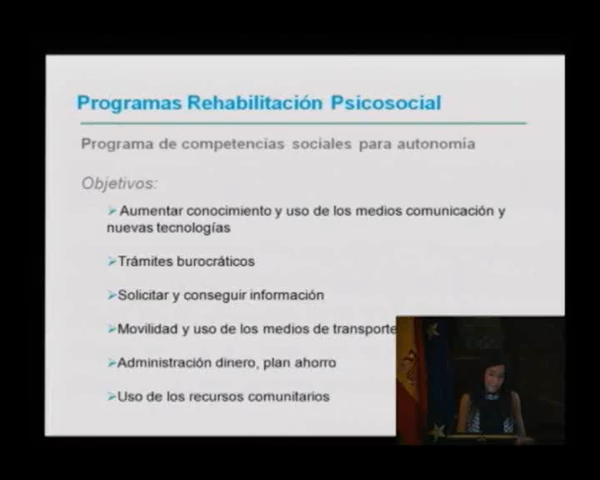 Programas Rehabilitación Psicosocial
Programa de competencias sociales para autonomía
Objetivos:
➢Aumentar conocimiento y uso de los medios comunicación y
nuevas tecnologías
➢Trámites burocráticos
➢Solicitar y conseguir información
➢Movilidad y uso de los medios de transporte
➢Administración dinero, plan ahorro
➢Uso de los recursos comunitarios